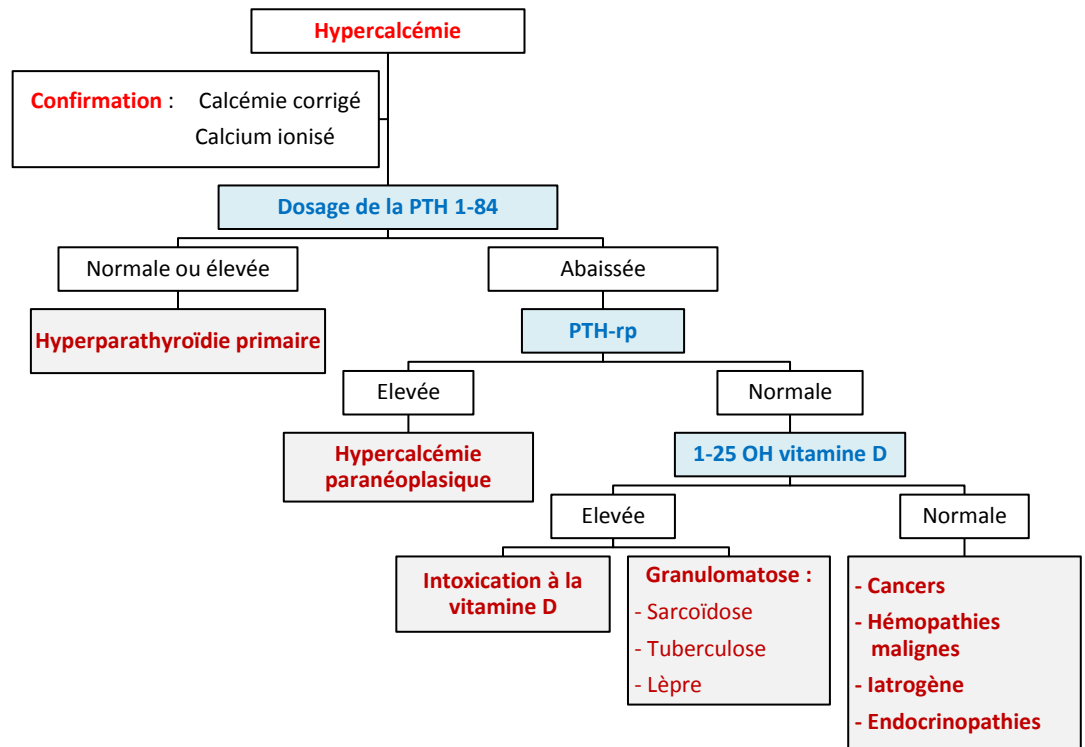 Hypercalcémie
Confirmation : Calcémie corrigé
Calcium ionisé
Dosage de la PTH 1-84
Normale ou élevée
Abaissée
Hyperparathyroïdie primaire
PTH-rp
Elevée
Normale
Hypercalcémie
paranéoplasique
1-25 OH vitamine D
Elevée
Normale
Intoxication à la
vitamine D
Granulomatose :
- Sarcoïdose
- Tuberculose
- Lèpre
- Cancers
- Hémopathies
malignes
- Iatrogène
- Endocrinopathies